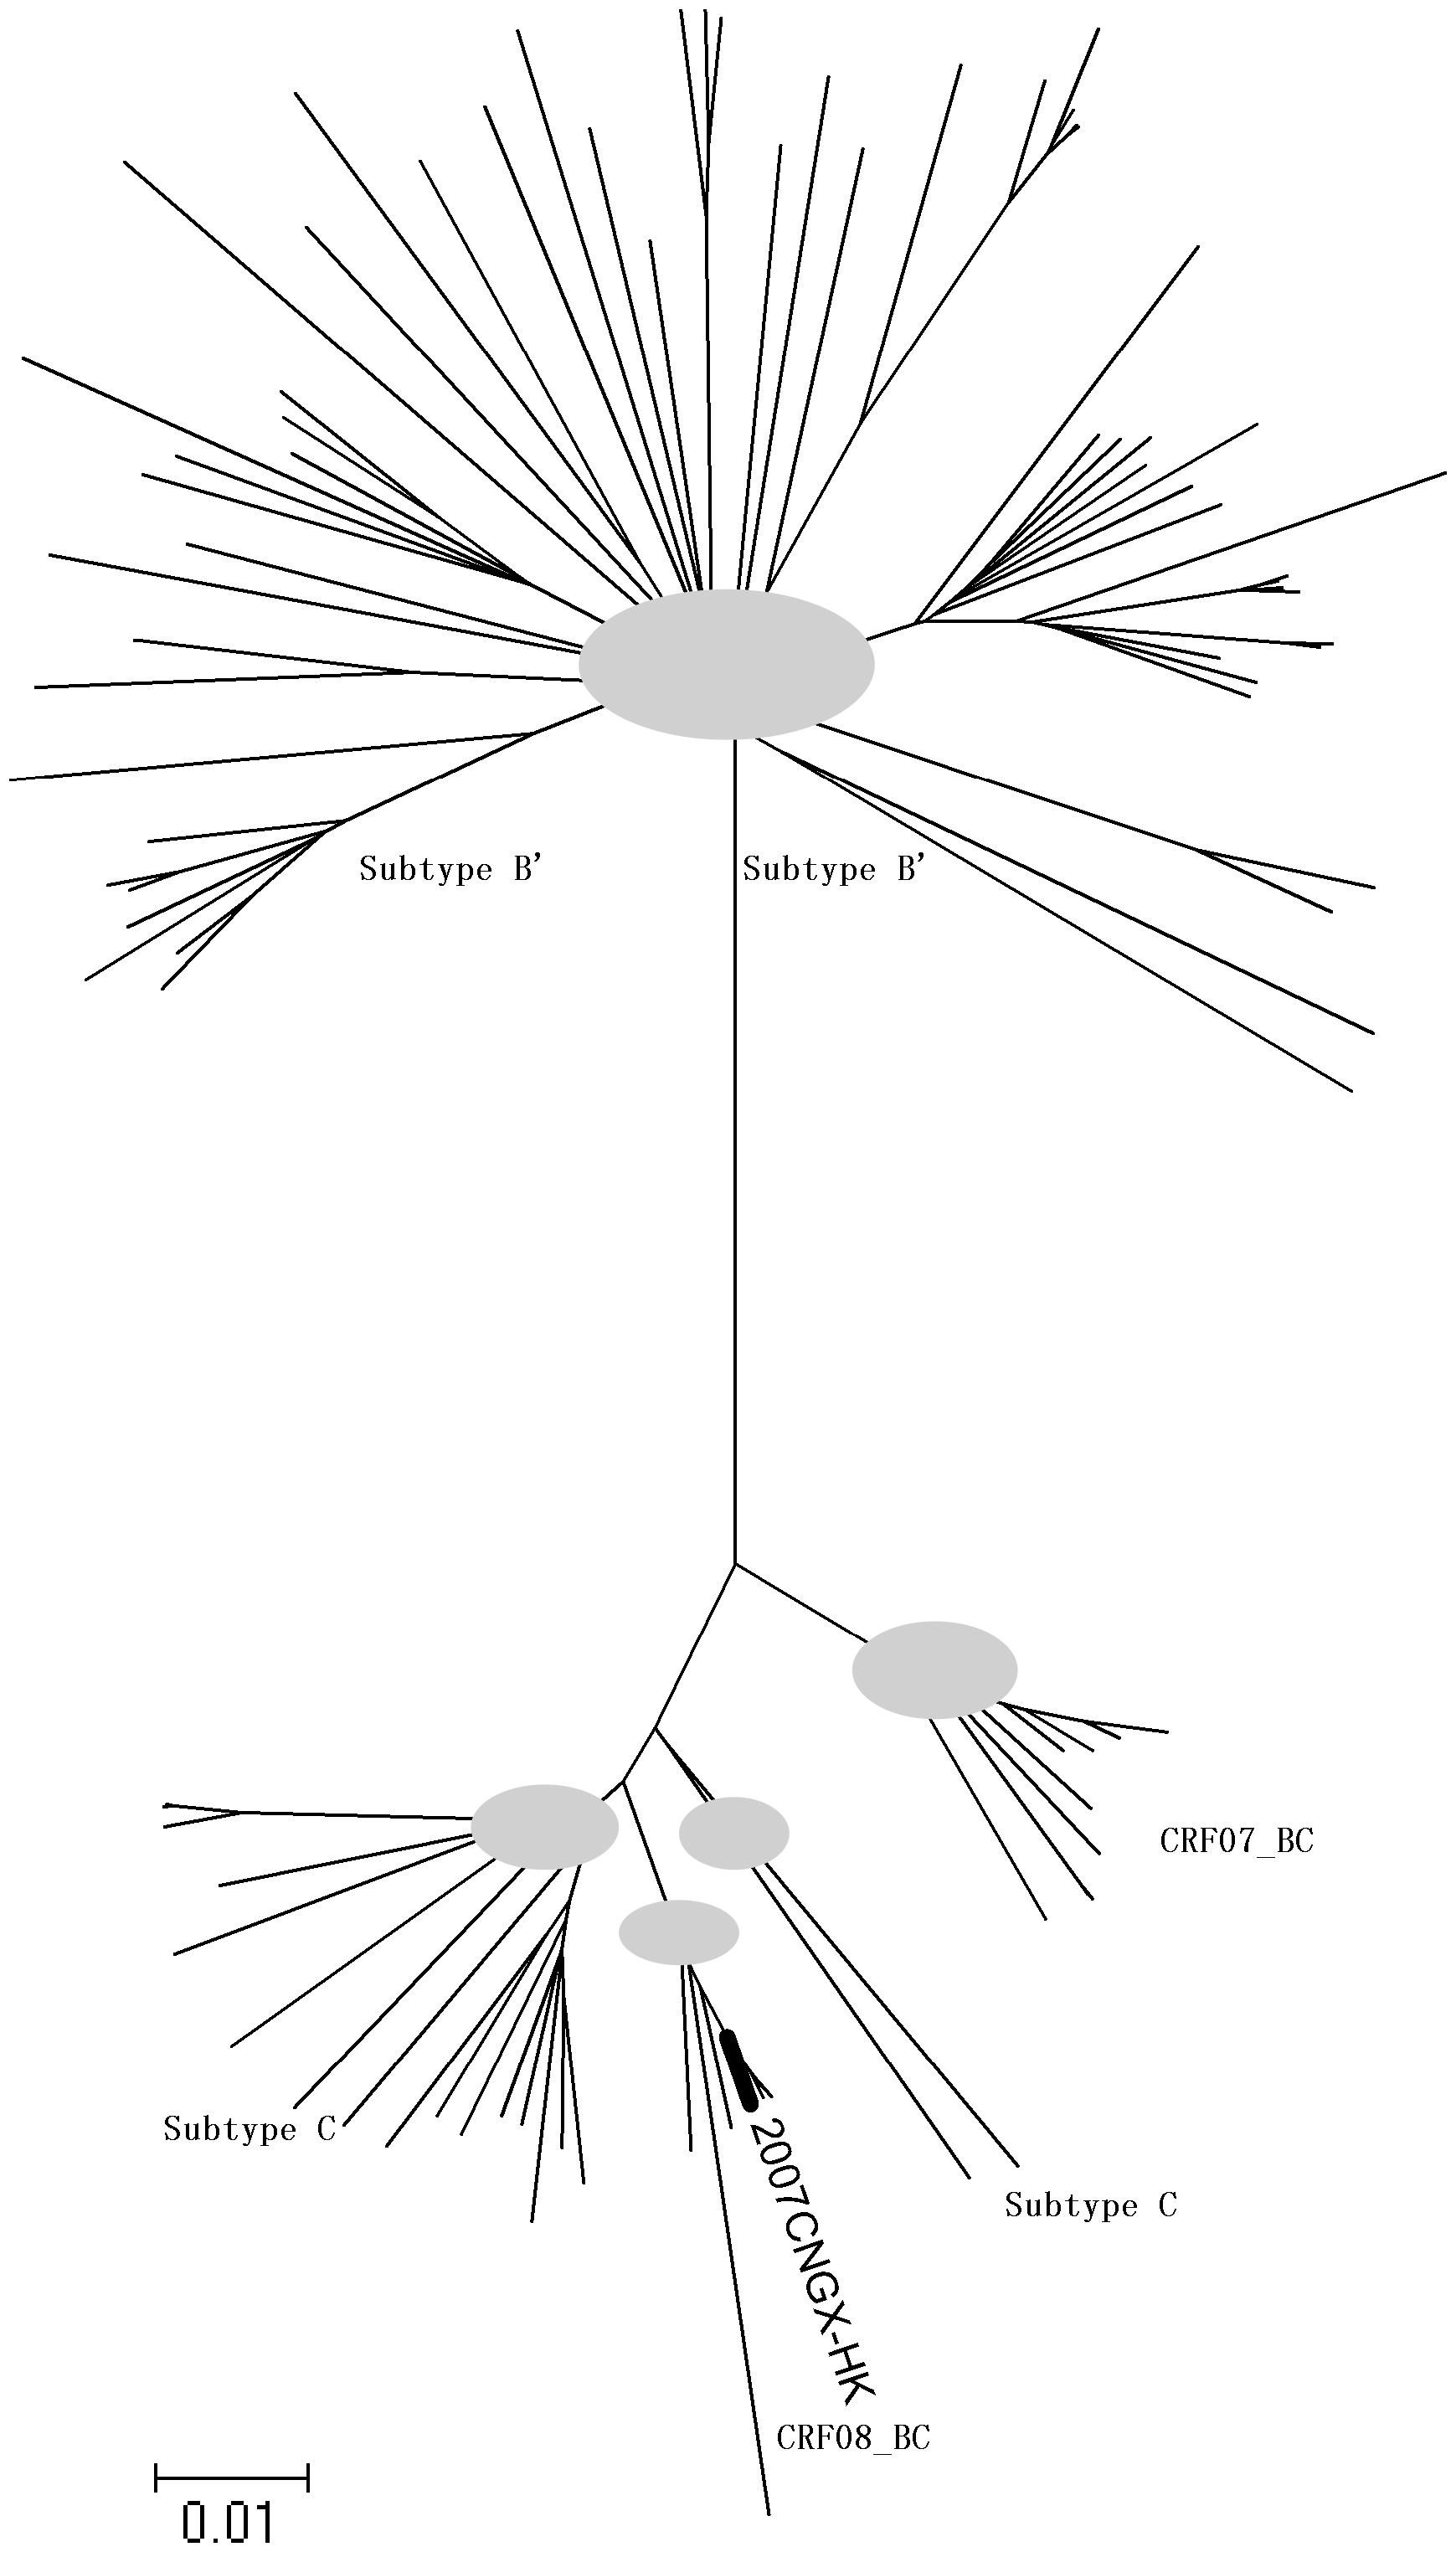 Subtype B’
Subtype B’
CRF07_BC
Subtype C
2007CNGX-HK
Subtype C
CRF08_BC
0.01